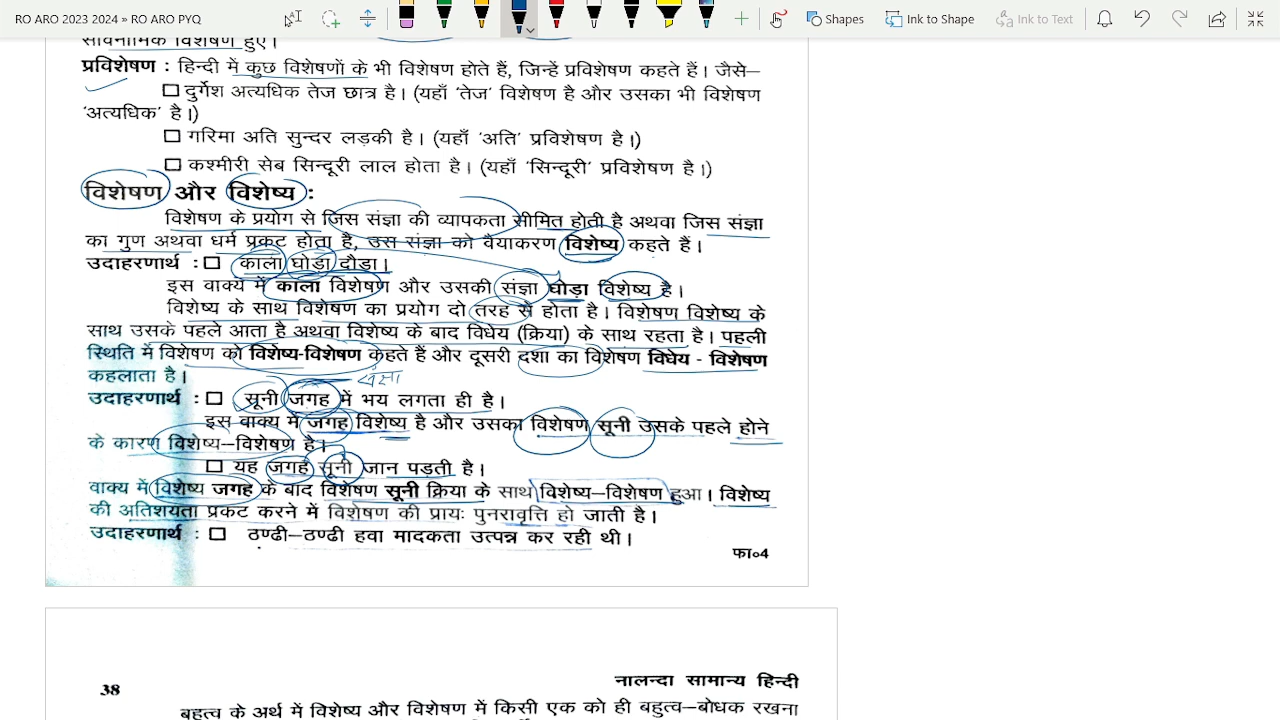 RO ARO 2023 2024 » RO ARO PYQ
Shapes Ink to Shape Ink to Text
सार्वनामिक विशेषण हुए।
प्रविशेषण : हिन्दी में कुछ विशेषणों के भी विशेषण होते हैं, जिन्हें प्रविशेषण कहते हैं। जैसे—
☐ दुर्गेश अत्यधिक तेज छात्र है। (यहाँ 'तेज' विशेषण है और उसका भी विशेषण
'अत्यधिक' है।)
☐ गरिमा अति सुन्दर लड़की है। (यहाँ 'अति' प्रविशेषण है।)
☐ कश्मीरी सेब सिन्दूरी लाल होता है। (यहाँ 'सिन्दूरी' प्रविशेषण है।)
विशेषण और विशेष्य :
विशेषण के प्रयोग से जिस संज्ञा की व्यापकता सीमित होती है अथवा जिस संज्ञा
का गुण अथवा धर्म प्रकट होता है, उस संज्ञा को वैयाकरण विशेष्य कहते हैं।
उदाहरणार्थ : ☐ काला घोड़ा दौड़ा।
इस वाक्य में काला विशेषण और उसकी संज्ञा घोड़ा विशेष्य है।
विशेष्य के साथ विशेषण का प्रयोग दो तरह से होता है। विशेषण विशेष्य के
साथ उसके पहले आता है अथवा विशेष्य के बाद विधेय (क्रिया) के साथ रहता है। पहली
स्थिति में विशेषण को विशेष्य-विशेषण कहते हैं और दूसरी दशा का विशेषण विधेय - विशेषण
कहलाता है।
उदाहरणार्थ : ☐ सूनी जगह में भय लगता ही है।
इस वाक्य में जगह विशेष्य है और उसका विशेषण सूनी उसके पहले होने
के कारण विशेष्य–विशेषण है।
☐ यह जगह सूनी जान पड़ती है।
वाक्य में विशेष्य जगह के बाद विशेषण सूनी क्रिया के साथ विशेष्य–विशेषण हुआ। विशेष्य
की अतिशयता प्रकट करने में विशेषण की प्रायः पुनरावृत्ति हो जाती है।
उदाहरणार्थ : ☐ ठण्ढी–ठण्ढी हवा मादकता उत्पन्न कर रही थी।
फा०4
38 नालन्दा सामान्य हिन्दी
बहुत्व के अर्थ में विशेष्य और विशेषण में किसी एक को ही बहुत्व–बोधक रखना